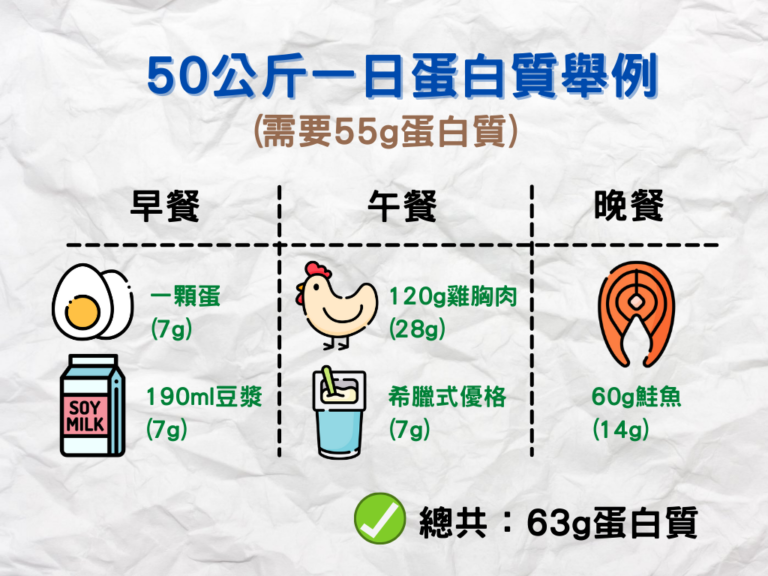 50公斤一日蛋白質舉例
(需要55g蛋白質)
早餐
一顆蛋
(7g)
SOY
MILK
190ml豆漿
(7g)
午餐
120g雞胸肉
(28g)
希臘式優格
(7g)
晚餐
60g鮭魚
(14g)
總共：63g蛋白質